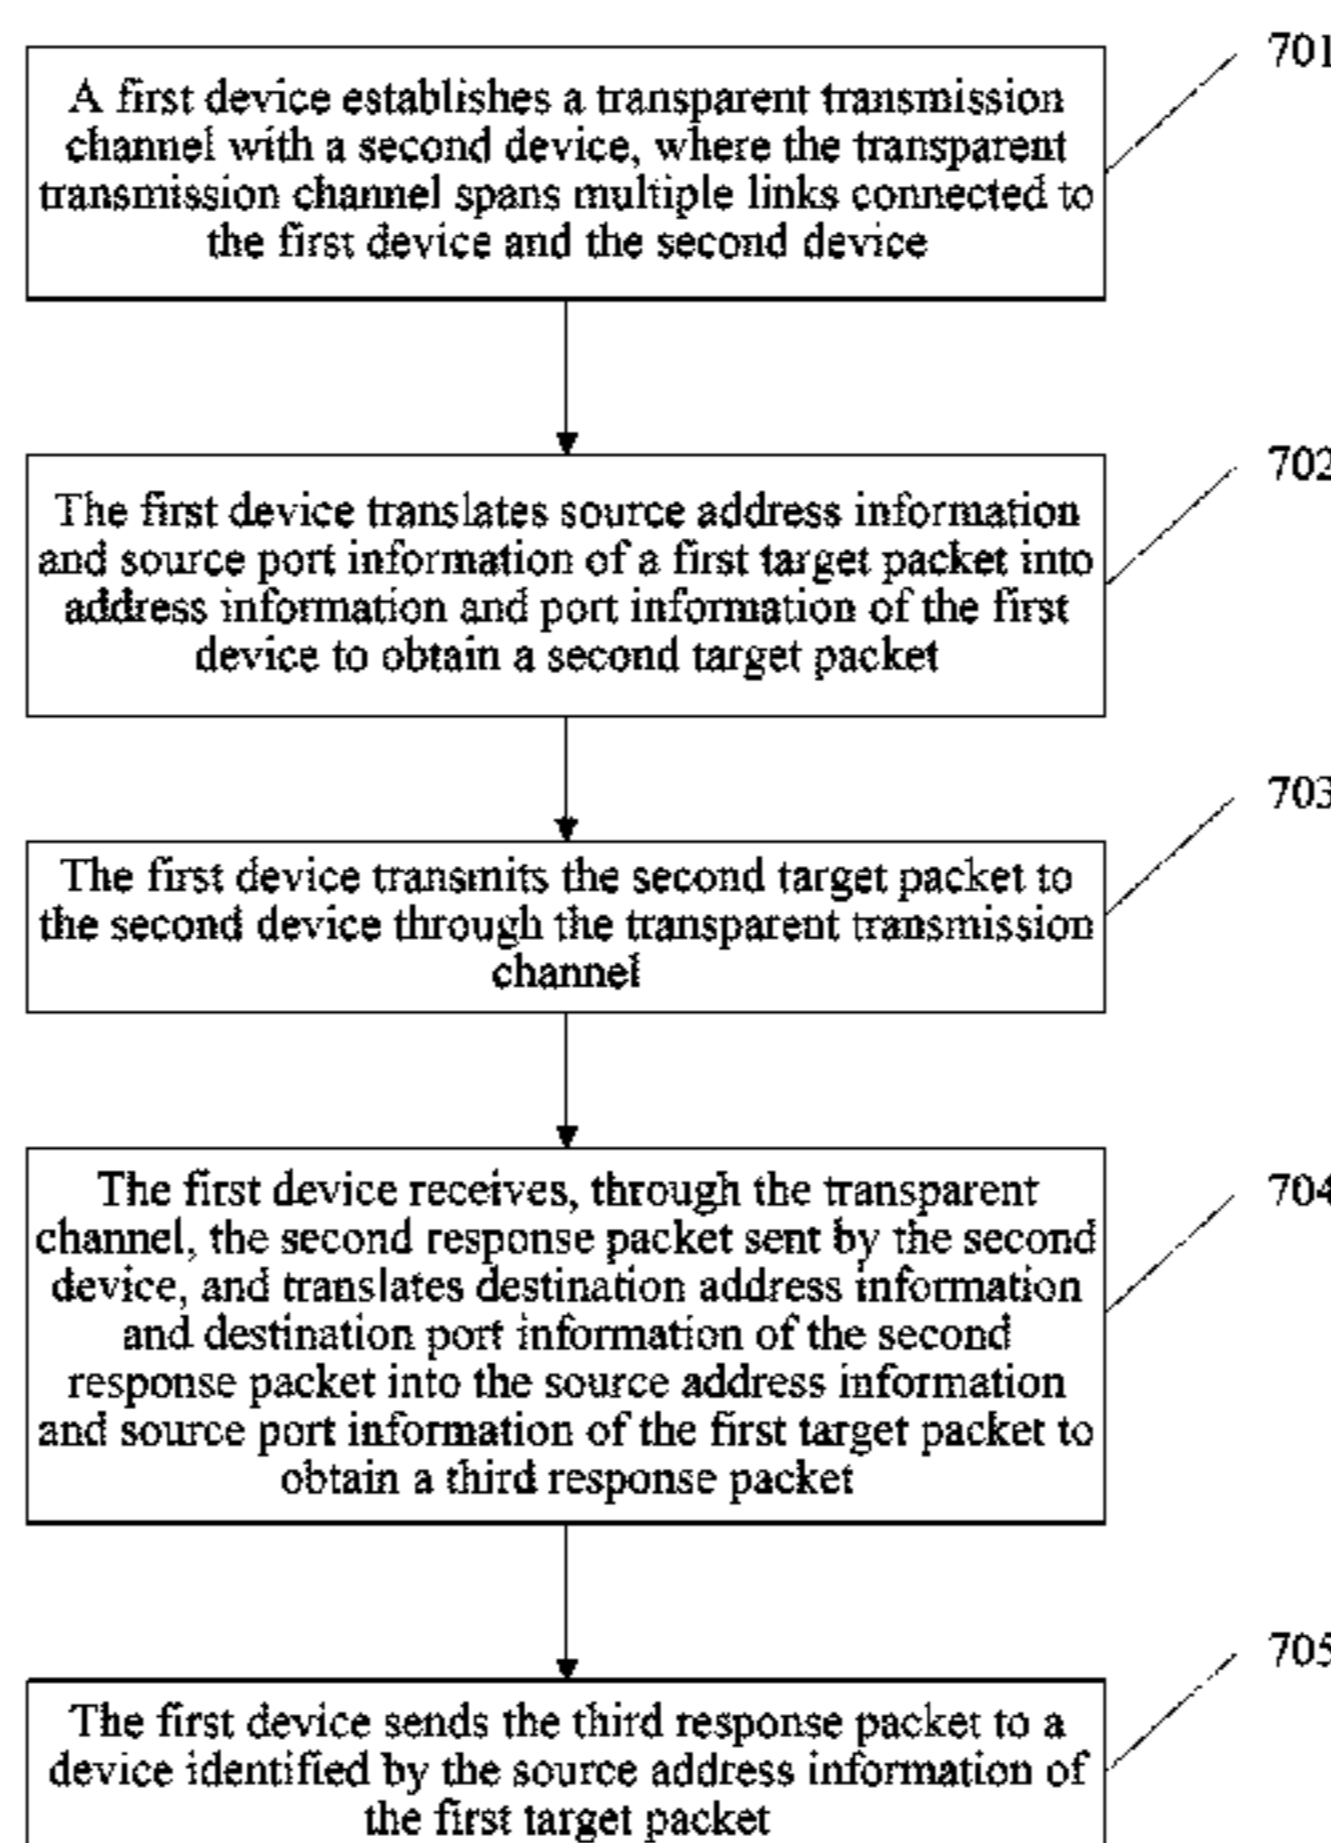 701
A first device establishes a transparent transmission
channel with a second device, where the transparent
transmission channel spans multiple links connected to
the first device and the second device
702
The first device translates source address information
and source port information of a first target packet into
address information and port information of the first
device to obtain a second target packet
703
The first device transmits the second target packet to
the second device through the transparent transmission
channel
704
The first device receives, through the transparent
channel, the second response packet sent by the second
device, and translates destination address information
and destination port information of the second
response packet into the source address information
and source port information of the first target packet to
obtain a third response packet
705
The first device sends the third response packet to a
device identified by the source address information of
the first target packet